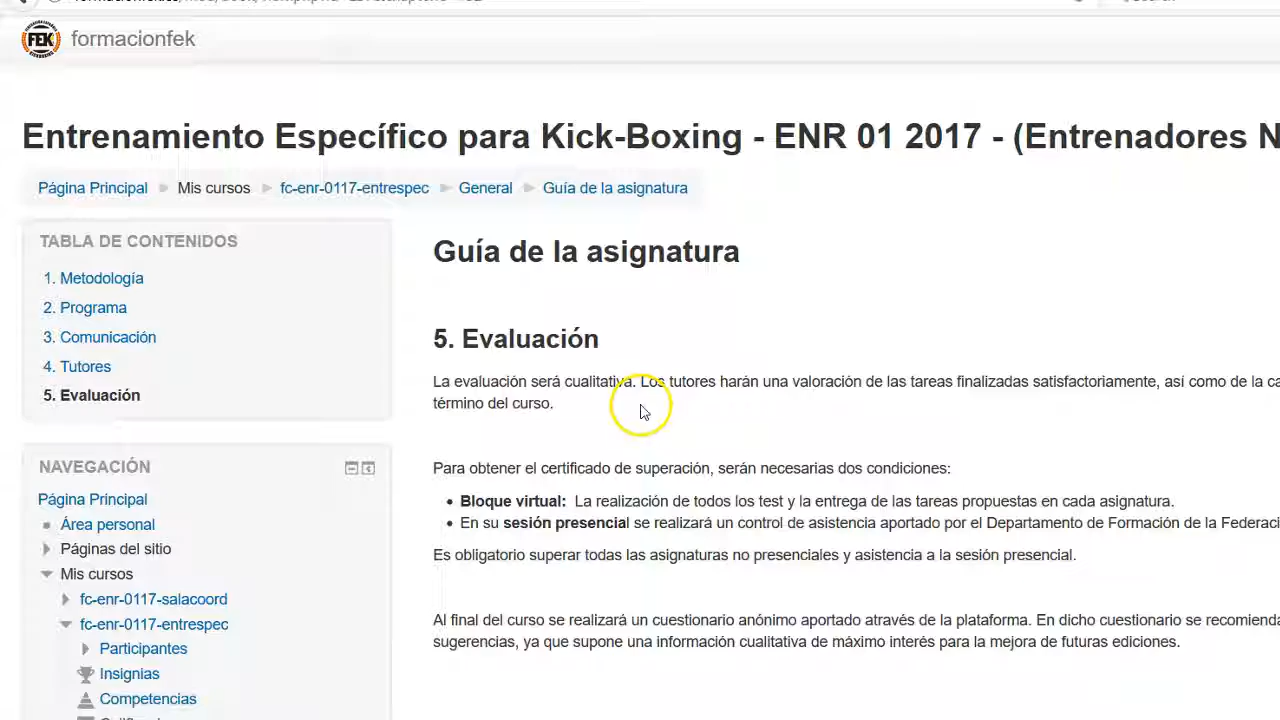 FEK
formacionfek
Entrenamiento Específico para Kick-Boxing - ENR 01 2017 - (Entrenadores N
Página Principal Mis cursos fc-enr-0117-entrespec General Guía de la asignatura
TABLA DE CONTENIDOS
1. Metodología
2. Programa
3. Comunicación
4. Tutores
5. Evaluación
NAVEGACIÓN
Página Principal
Área personal
Páginas del sitio
Mis cursos
fc-enr-0117-salacoord
fc-enr-0117-entrespec
Participantes
Insignias
Competencias
Guía de la asignatura
5. Evaluación
La evaluación será cualitativa. Los tutores harán una valoración de las tareas finalizadas satisfactoriamente, así como de la ca
término del curso.
Para obtener el certificado de superación, serán necesarias dos condiciones:
Bloque virtual: La realización de todos los test y la entrega de las tareas propuestas en cada asignatura.
En su sesión presencial se realizará un control de asistencia aportado por el Departamento de Formación de la Federaci
Es obligatorio superar todas las asignaturas no presenciales y asistencia a la sesión presencial.
Al final del curso se realizará un cuestionario anónimo aportado através de la plataforma. En dicho cuestionario se recomienda
sugerencias, ya que supone una información cualitativa de máximo interés para la mejora de futuras ediciones.